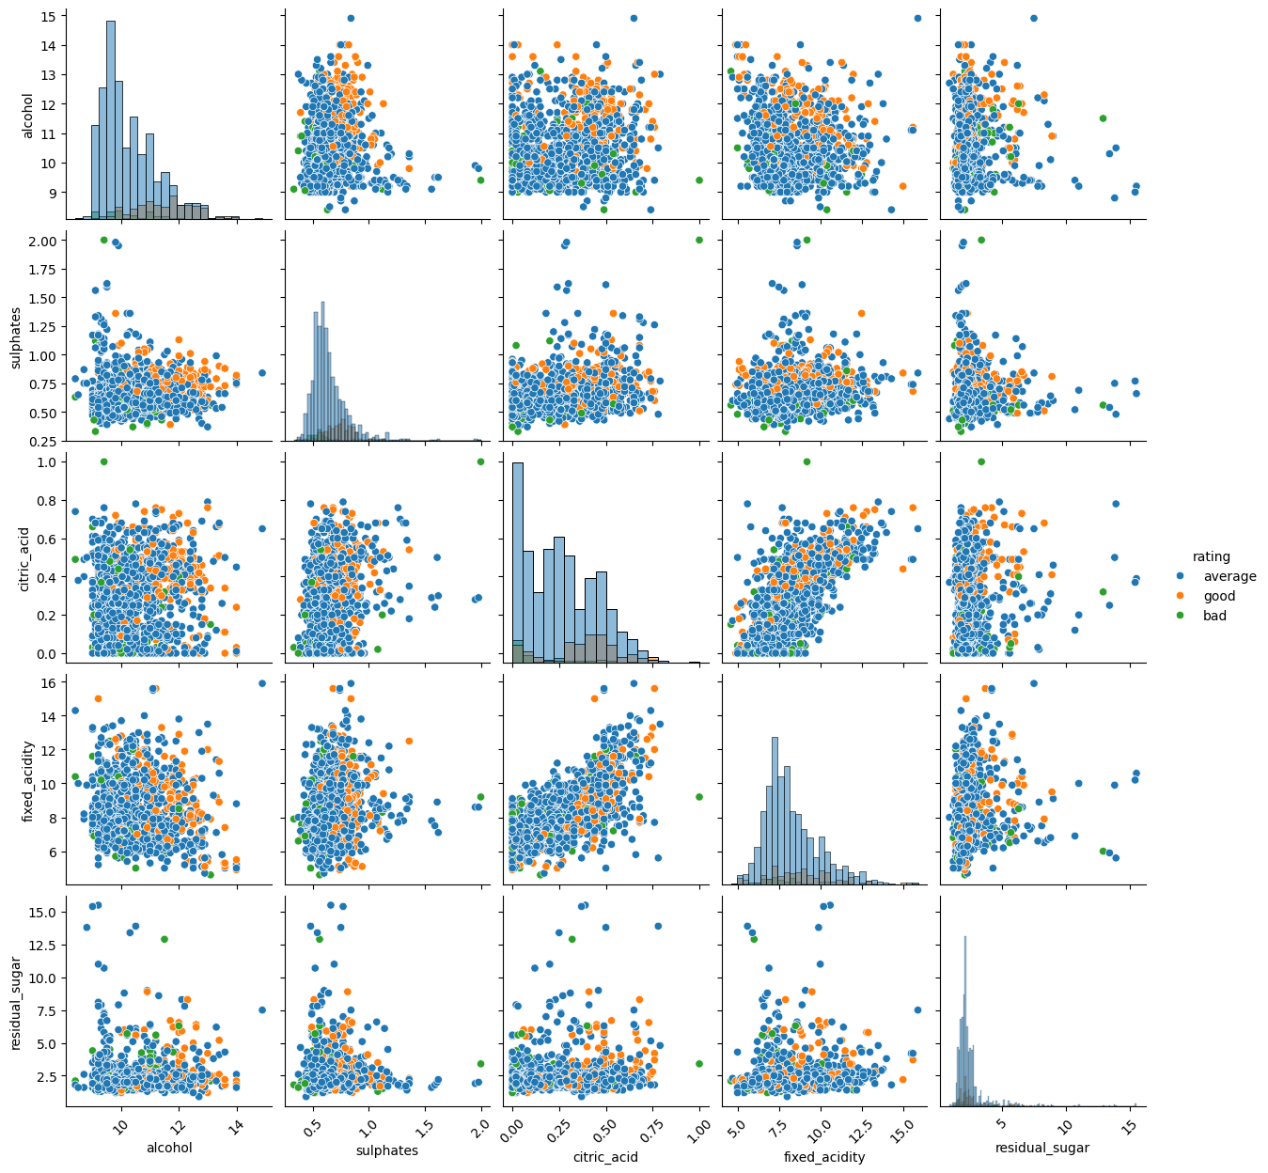 15
14
13
12
11
10
9
alcohol
2.00
1.75
1.50
1.25
1.00
0.75
0.50
0.25
sulphates
1.0
0.8
0.6
0.4
0.2
0.0
citric_acid
rating
average
good
bad
16
14
12
10
8
6
fixed_acidity
15.0
12.5
10.0
7.5
5.0
2.5
residual_sugar
10 12 14
alcohol
0.5 1.0 1.5 2.0
sulphates
0.00 0.25 0.50 0.75 1.00
citric_acid
5.0 7.5 10.0 12.5 15.0
fixed_acidity
5 10 15
residual_sugar